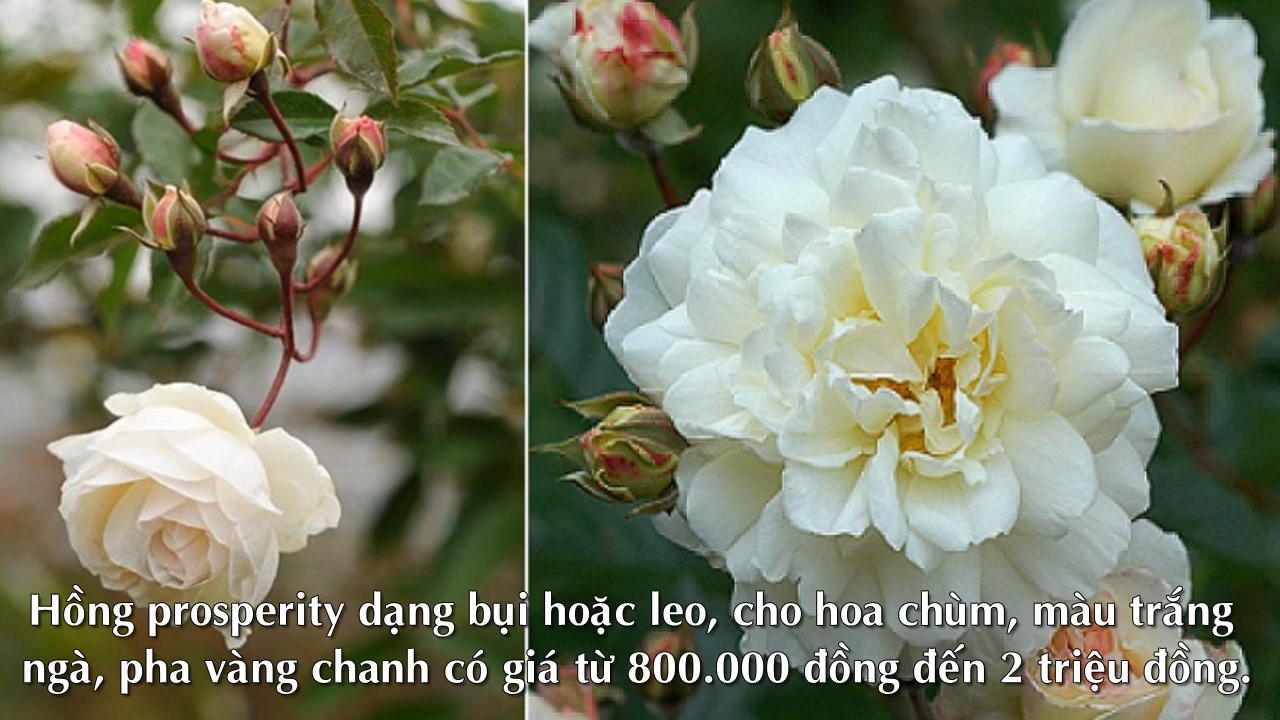 Hồng prosperity dạng bụi hoặc leo, cho hoa chùm, màu trắng
ngà, pha vàng chanh có giá từ 800.000 đồng đến 2 triệu đồng.